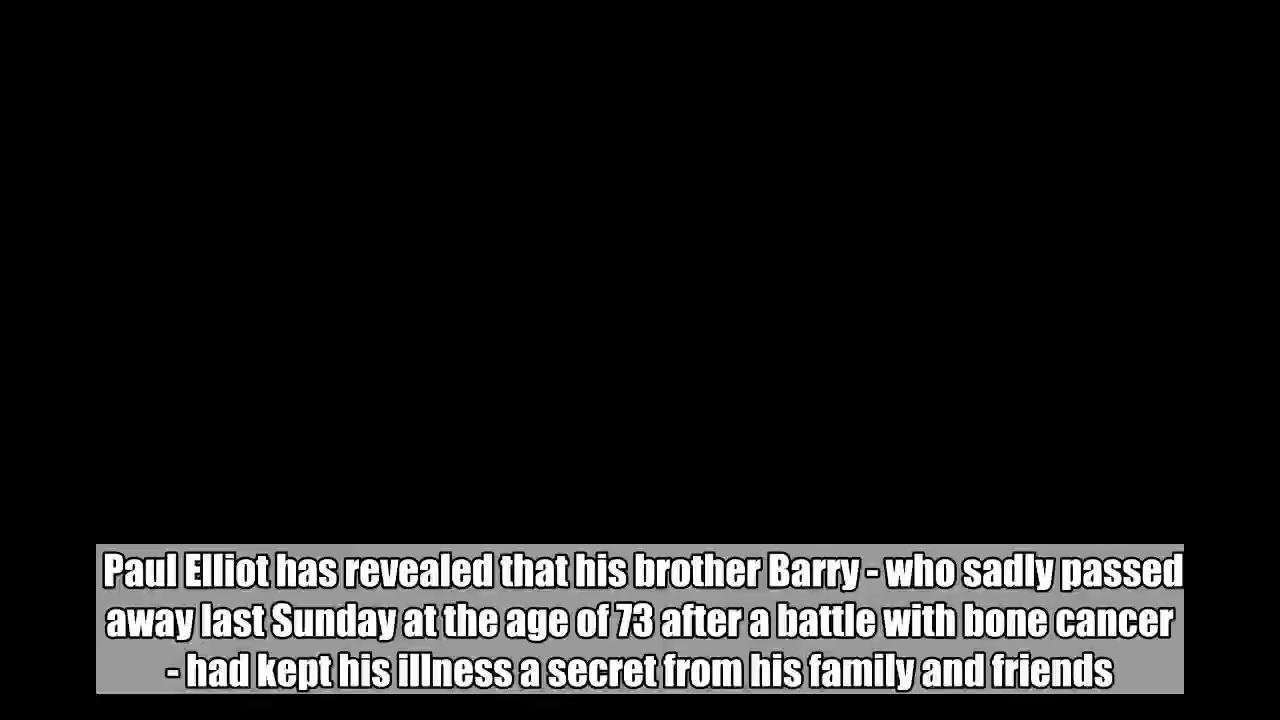 Paul Elliot has revealed that his brother Barry - who sadly passed
away last Sunday at the age of 73 after a battle with bone cancer
- had kept his illness a secret from his family and friends